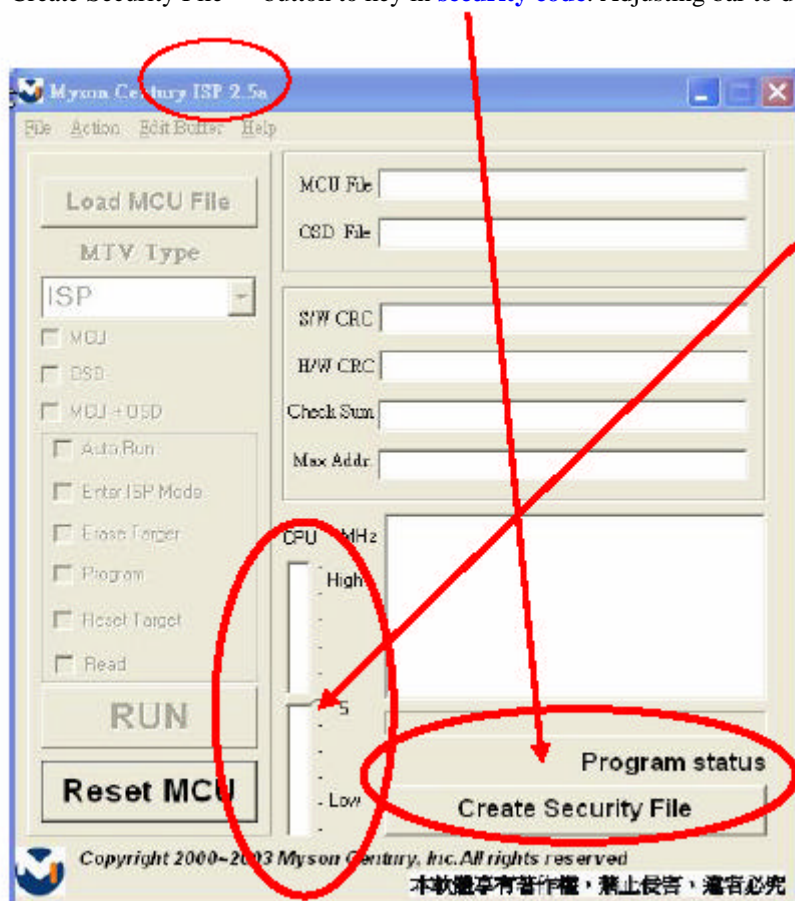 Create Security File button to key in security code. Adjusting bar to
Myson Century ISP 2.5a
File Action Edit Buffer Help
Load MCU File
MTV Type
ISP
MCU
OSD
MCU + OSD
Auto Run
Enter ISP Mode
Erase Target
Program
Reset Target
Read
RUN
Reset MCU
MCU File
OSD File
S/W CRC
H/W CRC
Check Sum
Max Addr
CPU MHz
High
5
Low
Program status
Create Security File
Copyright 2000~2003 Myson Century, Inc. All rights reserved
本軟體享有著作權,禁止侵害,違者必究